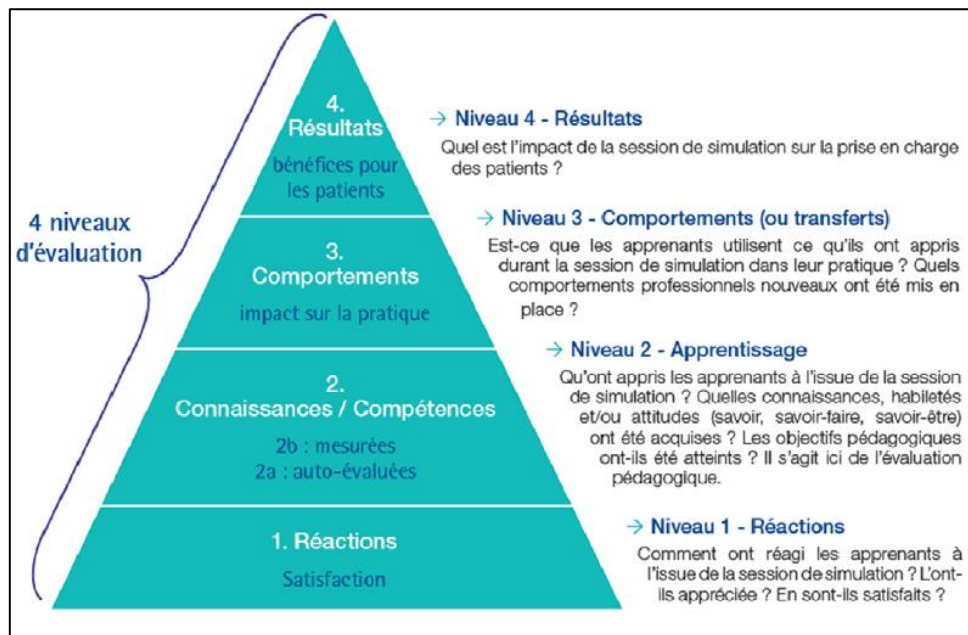 4 niveaux
d'évaluation
4.
Résultats
bénéfices pour
les patients
3.
Comportements
impact sur la pratique
2.
Connaissances / Compétences
2b : mesurées
2a : auto-évaluées
1. Réactions
Satisfaction
→ Niveau 4 - Résultats
Quel est l'impact de la session de simulation sur la prise en charge
des patients ?
→ Niveau 3 - Comportements (ou transferts)
Est-ce que les apprenants utilisent ce qu'ils ont appris
durant la session de simulation dans leur pratique ? Quels
comportements professionnels nouveaux ont été mis en
place ?
→ Niveau 2 - Apprentissage
Qu'ont appris les apprenants à l'issue de la session
de simulation ? Quelles connaissances, habiletés
et/ou attitudes (savoir, savoir-faire, savoir-être)
ont été acquises ? Les objectifs pédagogiques
ont-ils été atteints ? Il s'agit ici de l'évaluation
pédagogique.
→ Niveau 1 - Réactions
Comment ont réagi les apprenants à
l'issue de la session de simulation ? L'ont-
ils appréciée ? En sont-ils satisfaits ?